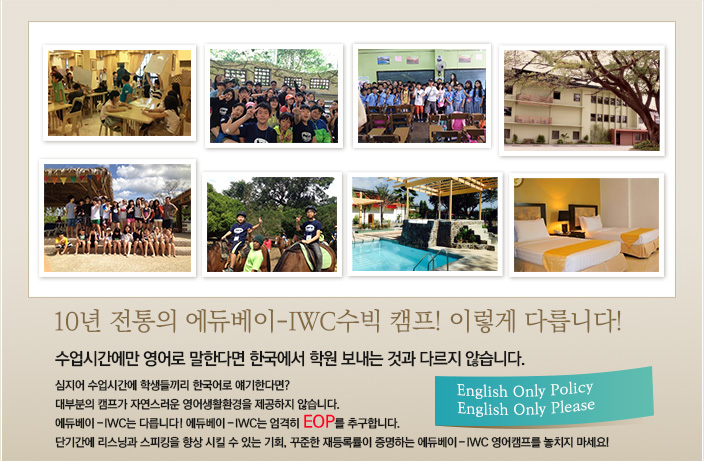 10년 전통의 에듀베이-IWC수빅 캠프! 이렇게 다릅니다!
수업시간에만 영어로 말한다면 한국에서 학원 보내는 것과 다르지 않습니다.
심지어 수업시간에 학생들끼리 한국어로 얘기한다면?
대부분의 캠프가 자연스러운 영어생활환경을 제공하지 않습니다.
에듀베이-IWC는 다릅니다! 에듀베이-IWC는 엄격히 EOP를 추구합니다.
단기간에 리스닝과 스피킹을 향상 시킬 수 있는 기회, 꾸준한 재등록률이 증명하는 에듀베이-IWC 영어캠프를 놓치지 마세요!
English Only Policy
English Only Please